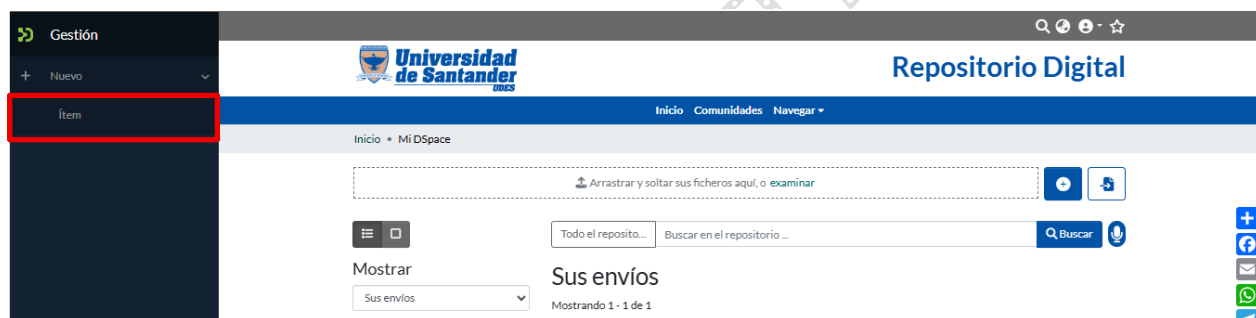 Gestión
Nuevo
Ítem
Universidad
de Santander
UDES
Repositorio Digital
Inicio Comunidades Navegar
Inicio • Mi DSpace
Arrastrar y soltar sus ficheros aquí, o examinar
Todo el reposito... Buscar en el repositorio ... Buscar
Mostrar
Sus envíos
Sus envíos
Mostrando 1 - 1 de 1